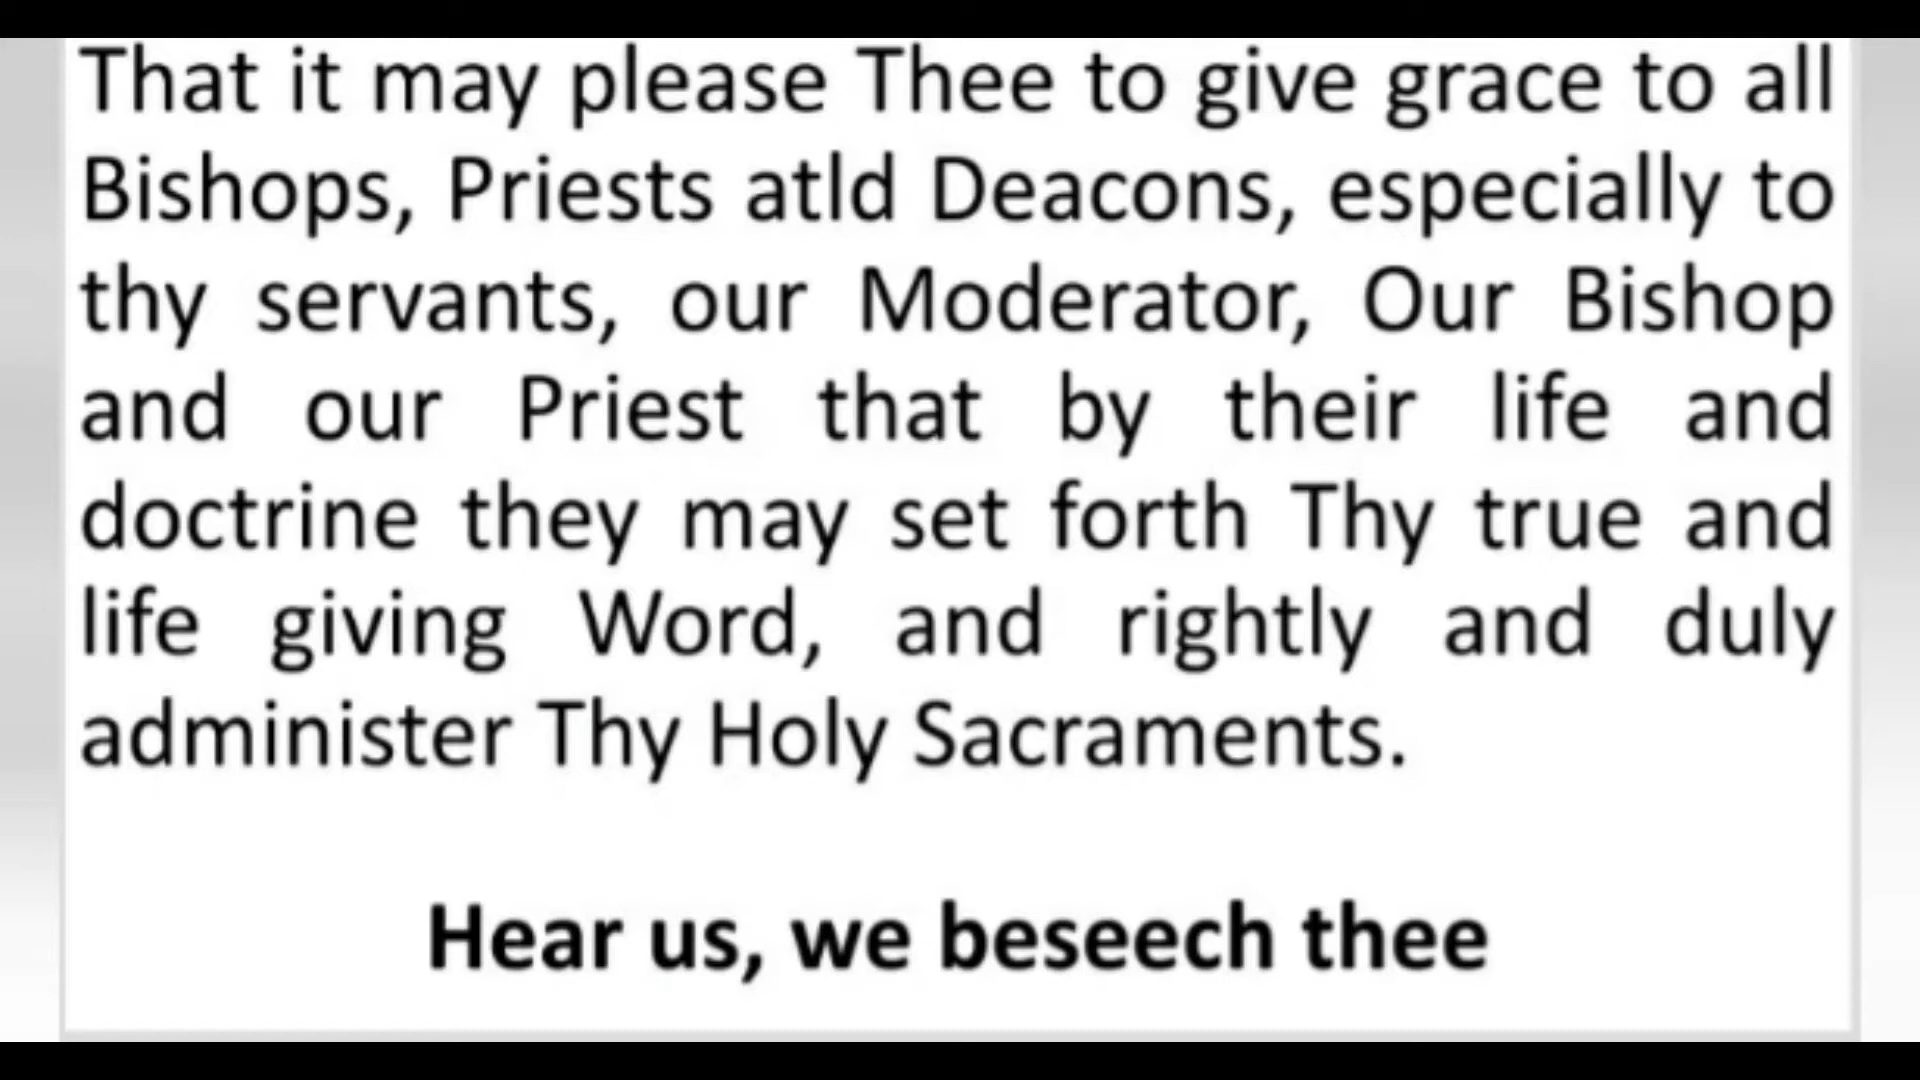 That it may please Thee to give grace to all
Bishops, Priests atld Deacons, especially to
thy servants, our Moderator, Our Bishop
and our Priest that by their life and
doctrine they may set forth Thy true and
life giving Word, and rightly and duly
administer Thy Holy Sacraments.
Hear us, we beseech thee